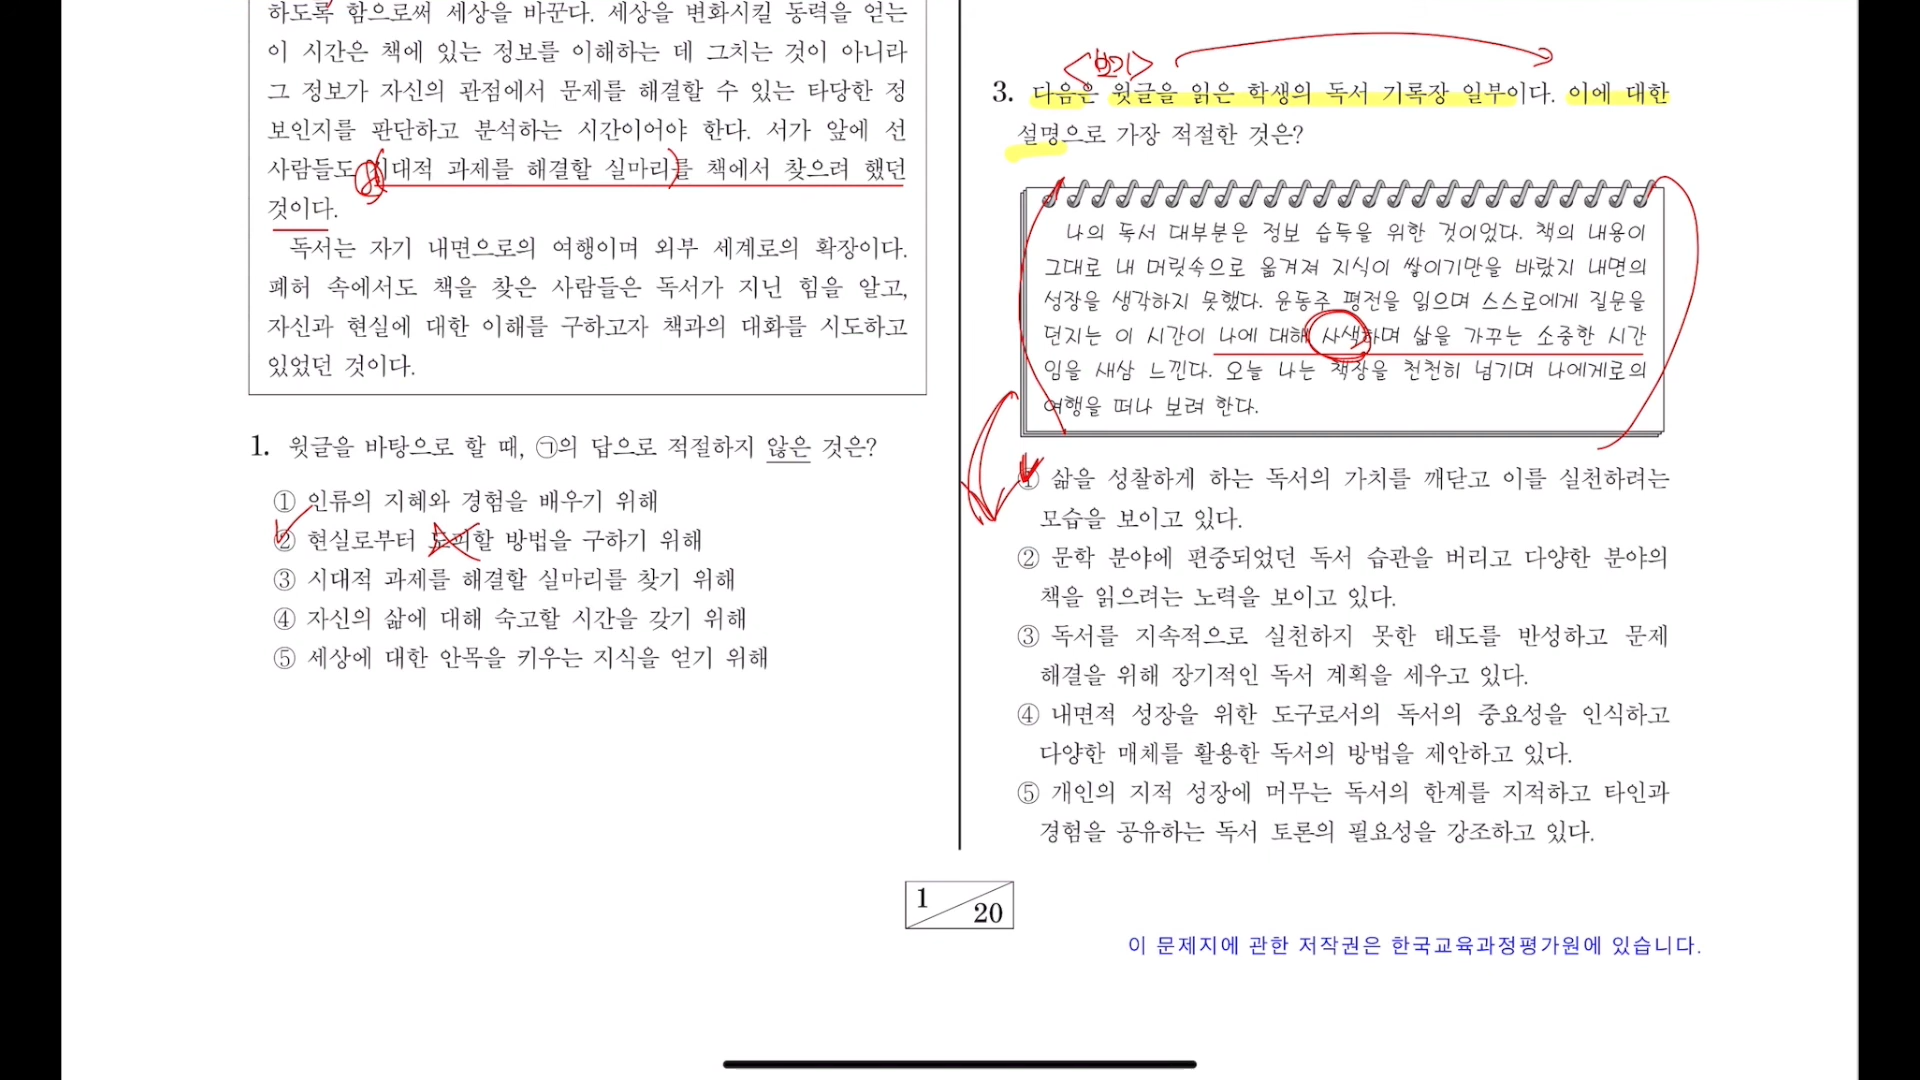 하도록 함으로써 세상을 바꾼다. 세상을 변화시킬 동력을 얻는
이 시간은 책에 있는 정보를 이해하는 데 그치는 것이 아니라
그 정보가 자신의 관점에서 문제를 해결할 수 있는 타당한 정
보인지를 판단하고 분석하는 시간이어야 한다. 서가 앞에 선
사람들도 시대적 과제를 해결할 실마리를 책에서 찾으려 했던
것이다.
독서는 자기 내면으로의 여행이며 외부 세계로의 확장이다.
폐허 속에서도 책을 찾은 사람들은 독서가 지닌 힘을 알고,
자신과 현실에 대한 이해를 구하고자 책과의 대화를 시도하고
있었던 것이다.
1. 윗글을 바탕으로 할 때, ㉠의 답으로 적절하지 않은 것은?
① 인류의 지혜와 경험을 배우기 위해
② 현실로부터 도피할 방법을 구하기 위해
③ 시대적 과제를 해결할 실마리를 찾기 위해
④ 자신의 삶에 대해 숙고할 시간을 갖기 위해
⑤ 세상에 대한 안목을 키우는 지식을 얻기 위해
<보기>
3. 다음은 윗글을 읽은 학생의 독서 기록장 일부이다. 이에 대한
설명으로 가장 적절한 것은?
나의 독서 대부분은 정보 습득을 위한 것이었다. 책의 내용이
그대로 내 머릿속으로 옮겨져 지식이 쌓이기만을 바랐지 내면의
성장을 생각하지 못했다. 윤동주 평전을 읽으며 스스로에게 질문을
던지는 이 시간이 나에 대해 사색하며 삶을 가꾸는 소중한 시간
임을 새삼 느낀다. 오늘 나는 책장을 천천히 넘기며 나에게로의
여행을 떠나 보려 한다.
① 삶을 성찰하게 하는 독서의 가치를 깨닫고 이를 실천하려는
모습을 보이고 있다.
② 문학 분야에 편중되었던 독서 습관을 버리고 다양한 분야의
책을 읽으려는 노력을 보이고 있다.
③ 독서를 지속적으로 실천하지 못한 태도를 반성하고 문제
해결을 위해 장기적인 독서 계획을 세우고 있다.
④ 내면적 성장을 위한 도구로서의 독서의 중요성을 인식하고
다양한 매체를 활용한 독서의 방법을 제안하고 있다.
⑤ 개인의 지적 성장에 머무는 독서의 한계를 지적하고 타인과
경험을 공유하는 독서 토론의 필요성을 강조하고 있다.
1
20
이 문제지에 관한 저작권은 한국교육과정평가원에 있습니다.